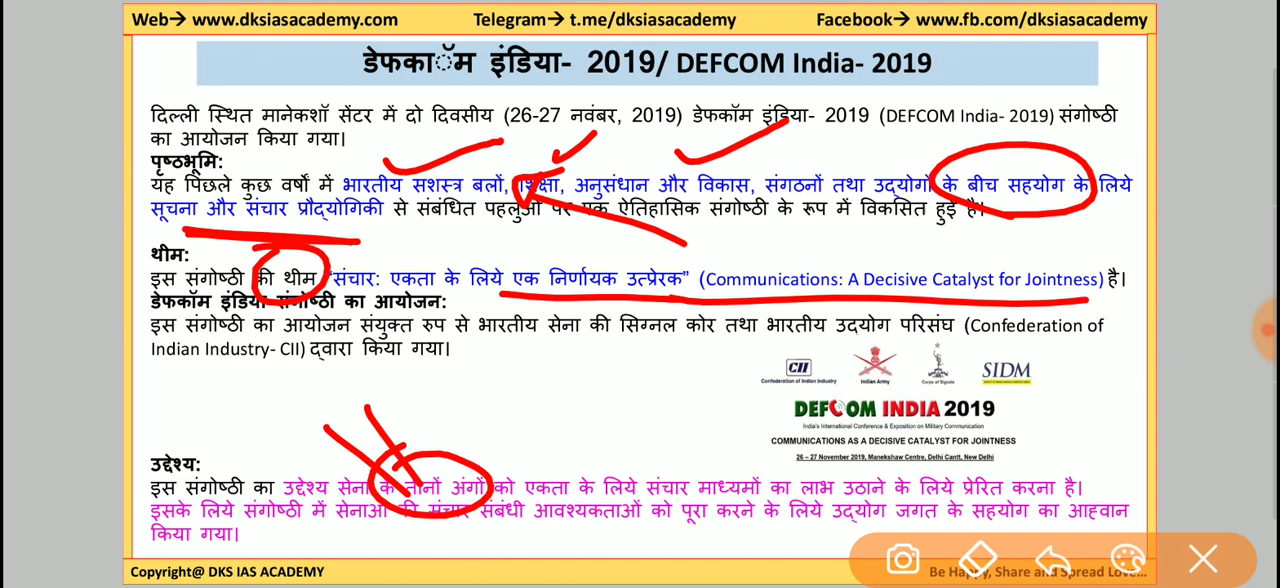 Web→ www.dksiasacademy.com Telegram→ t.me/dksiasacademy Facebook→ www.fb.com/dksiasacademy
डेफकाॅम इंडिया- 2019/ DEFCOM India- 2019
दिल्ली स्थित मानेकशॉ सेंटर में दो दिवसीय (26-27 नवंबर, 2019) डेफकॉम इंडिया- 2019 (DEFCOM India- 2019) संगोष्ठी
का आयोजन किया गया।
पृष्ठभूमि:
यह पिछले कुछ वर्षों में भारतीय सशस्त्र बलों, शिक्षा, अनुसंधान और विकास, संगठनों तथा उद्योगों के बीच सहयोग के लिये
सूचना और संचार प्रौद्योगिकी से संबंधित पहलुओं पर एक ऐतिहासिक संगोष्ठी के रूप में विकसित हुई है।
थीम:
इस संगोष्ठी की थीम “संचार: एकता के लिये एक निर्णायक उत्प्रेरक” (Communications: A Decisive Catalyst for Jointness) है।
डेफकॉम इंडिया संगोष्ठी का आयोजन:
इस संगोष्ठी का आयोजन संयुक्त रुप से भारतीय सेना की सिग्नल कोर तथा भारतीय उद्योग परिसंघ (Confederation of
Indian Industry- CII) द्वारा किया गया।
CII SIDM
Confederation of Indian Industry Indian Army Corps of Signals
DEFCOM INDIA 2019
India's International Conference & Exposition on Military Communication
COMMUNICATIONS AS A DECISIVE CATALYST FOR JOINTNESS
26 – 27 November 2019, Manekshaw Centre, Delhi Cantt, New Delhi
उद्देश्य:
इस संगोष्ठी का उद्देश्य सेना के तीनों अंगों को एकता के लिये संचार माध्यमों का लाभ उठाने के लिये प्रेरित करना है।
इसके लिये संगोष्ठी में सेनाओं की संचार संबंधी आवश्यकताओं को पूरा करने के लिये उद्योग जगत के सहयोग का आह्वान
किया गया।
Copyright@ DKS IAS ACADEMY Be Happy, Share and Spread Love...